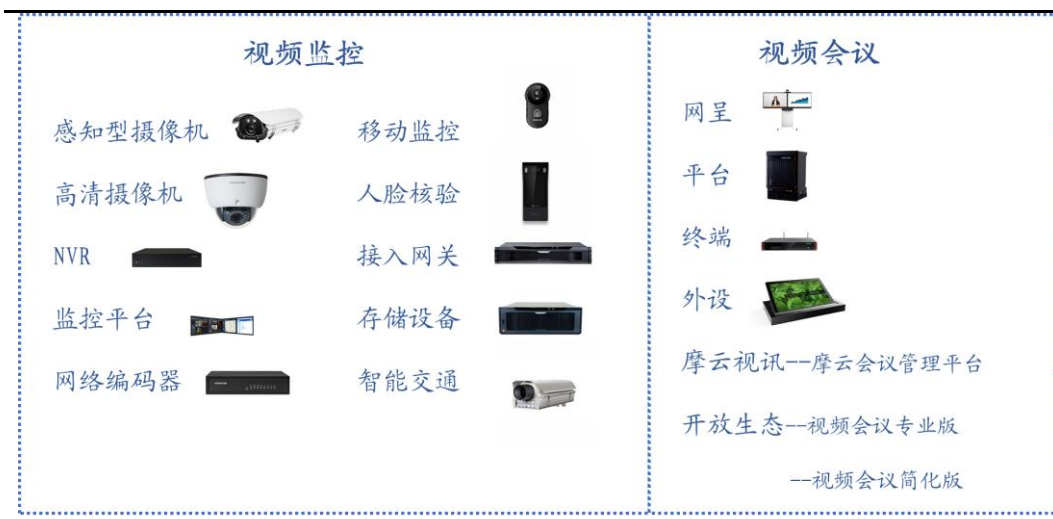 视频监控
感知型摄像机
移动监控
高清摄像机
人脸核验
NVR
接入网关
监控平台
存储设备
网络编码器
智能交通
视频会议
网呈
平台
终端
外设
摩云视讯--摩云会议管理平台
开放生态--视频会议专业版
--视频会议简化版